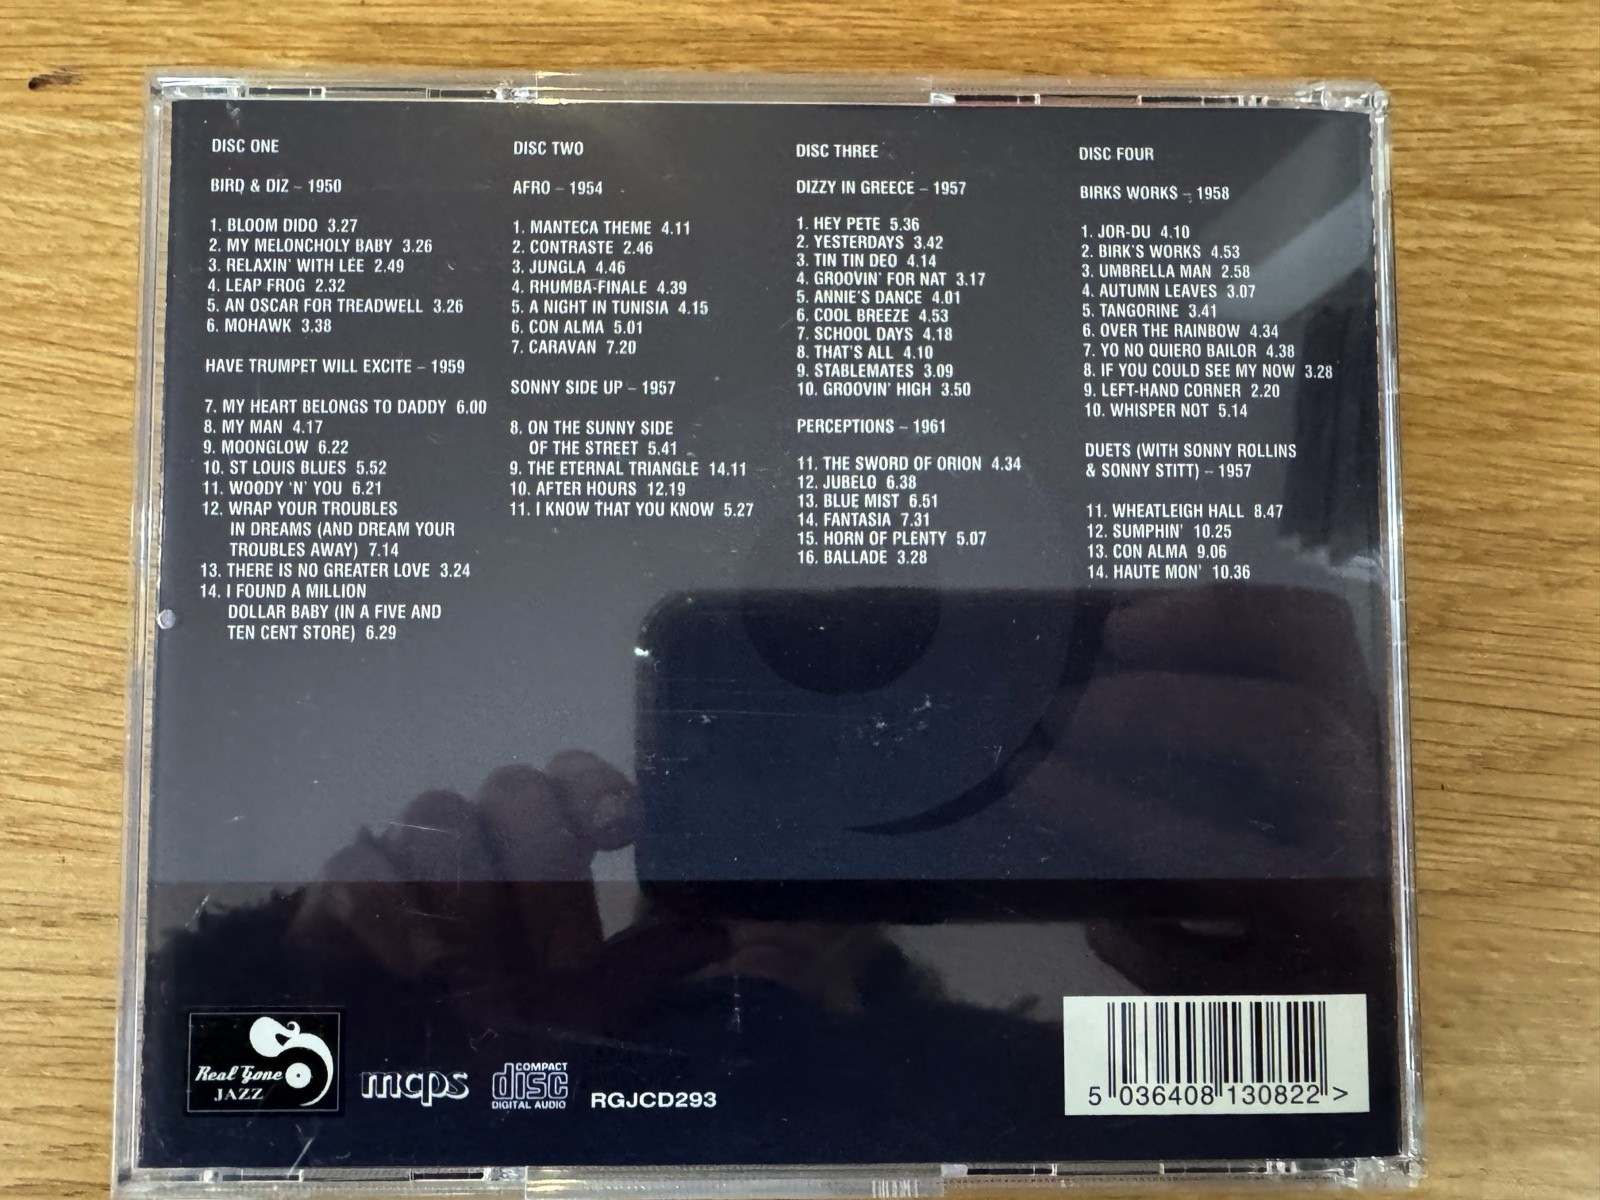 DISC ONE
BIRD & DIZ – 1950
1. BLOOM DIDO 3.27
2. MY MELONCHOLY BABY 3.26
3. RELAXIN' WITH LEE 2.49
4. LEAP FROG 2.32
5. AN OSCAR FOR TREADWELL 3.26
6. MOHAWK 3.38
HAVE TRUMPET WILL EXCITE – 1959
7. MY HEART BELONGS TO DADDY 6.00
8. MY MAN 4.17
9. MOONGLOW 6.22
10. ST LOUIS BLUES 5.52
11. WOODY 'N' YOU 6.21
12. WRAP YOUR TROUBLES
IN DREAMS (AND DREAM YOUR
TROUBLES AWAY) 7.14
13. THERE IS NO GREATER LOVE 3.24
14. I FOUND A MILLION
DOLLAR BABY (IN A FIVE AND
TEN CENT STORE) 6.29
DISC TWO
AFRO – 1954
1. MANTECA THEME 4.11
2. CONTRASTE 2.46
3. JUNGLA 4.46
4. RHUMBA-FINALE 4.39
5. A NIGHT IN TUNISIA 4.15
6. CON ALMA 5.01
7. CARAVAN 7.20
SONNY SIDE UP – 1957
8. ON THE SUNNY SIDE
OF THE STREET 5.41
9. THE ETERNAL TRIANGLE 14.11
10. AFTER HOURS 12.19
11. I KNOW THAT YOU KNOW 5.27
DISC THREE
DIZZY IN GREECE – 1957
1. HEY PETE 5.36
2. YESTERDAYS 3.42
3. TIN TIN DEO 4.14
4. GROOVIN' FOR NAT 3.17
5. ANNIE'S DANCE 4.01
6. COOL BREEZE 4.53
7. SCHOOL DAYS 4.18
8. THAT'S ALL 4.10
9. STABLEMATES 3.09
10. GROOVIN' HIGH 3.50
PERCEPTIONS – 1961
11. THE SWORD OF ORION 4.34
12. JUBELO 6.38
13. BLUE MIST 6.51
14. FANTASIA 7.31
15. HORN OF PLENTY 5.07
16. BALLADE 3.28
DISC FOUR
BIRKS WORKS – 1958
1. JOR-DU 4.10
2. BIRK'S WORKS 4.53
3. UMBRELLA MAN 2.58
4. AUTUMN LEAVES 3.07
5. TANGORINE 3.41
6. OVER THE RAINBOW 4.34
7. YO NO QUIERO BAILOR 4.38
8. IF YOU COULD SEE MY NOW 3.28
9. LEFT-HAND CORNER 2.20
10. WHISPER NOT 5.14
DUETS (WITH SONNY ROLLINS
& SONNY STITT) – 1957
11. WHEATLEIGH HALL 8.47
12. SUMPHIN' 10.25
13. CON ALMA 9.06
14. HAUTE MON' 10.36
Real Gone
JAZZ
mcps
COMPACT
disc
DIGITAL AUDIO
RGJCD293
5 036408 130822 >